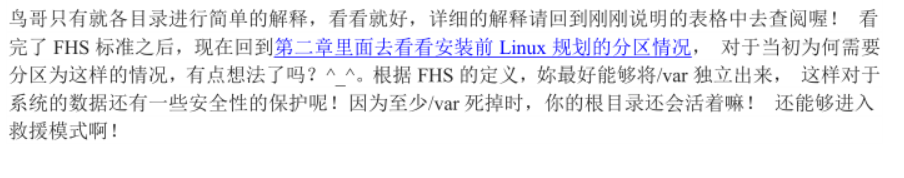 鸟哥只有就各目录进行简单的解释，看看就好，详细的解释请回到刚刚说明的表格中去查阅喔！ 看
完了 FHS 标准之后，现在回到第二章里面去看看安装前 Linux 规划的分区情况， 对于当初为何需要
分区为这样的情况，有点想法了吗？^_^。根据 FHS 的定义，妳最好能够将/var 独立出来， 这样对于
系统的数据还有一些安全性的保护呢！因为至少/var 死掉时，你的根目录还会活着嘛！ 还能够进入
救援模式啊！